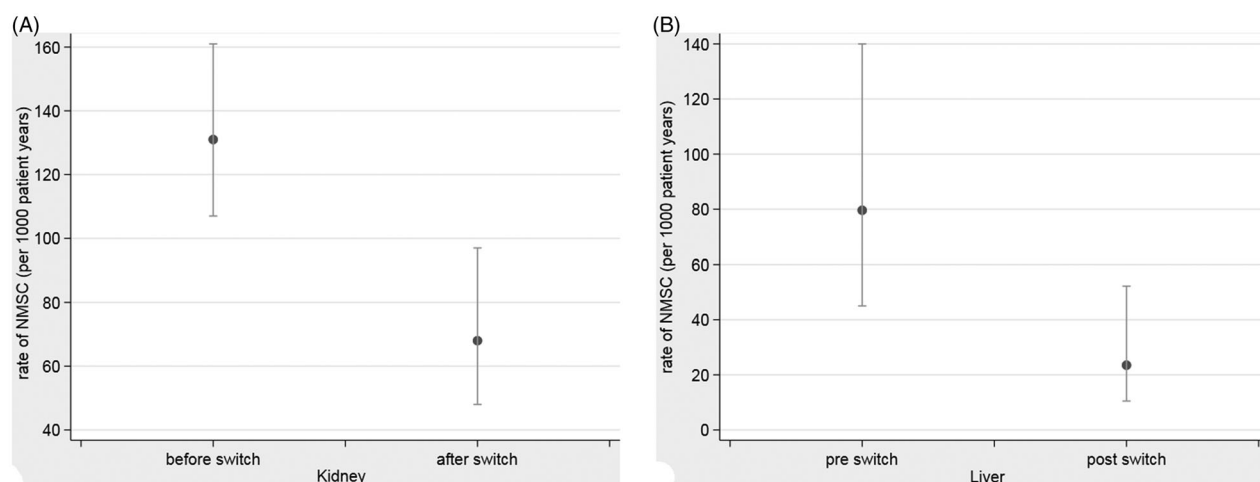 (A)
rate of NMSC (per 1000 patient years)
160
140
120
100
80
60
40
before switch
after switch
Kidney
(B)
rate of NMSC (per 1000 patient years)
140
120
100
80
60
40
20
0
pre switch
post switch
Liver